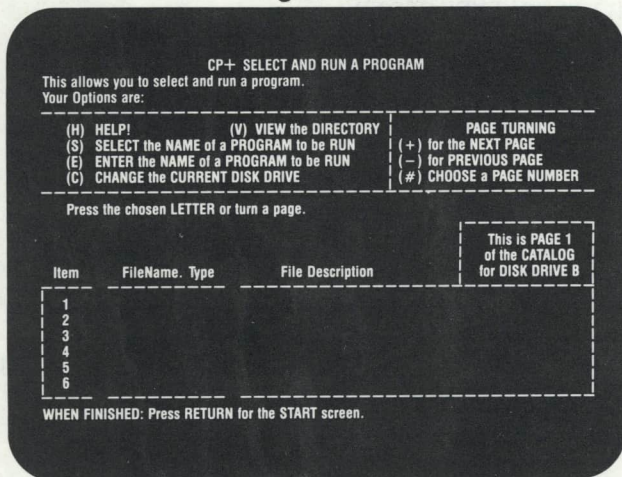 CP+ SELECT AND RUN A PROGRAM
This allows you to select and run a program.
Your Options are:
(H) HELP! (V) VIEW the DIRECTORY
(S) SELECT the NAME of a PROGRAM to be RUN
(E) ENTER the NAME of a PROGRAM to be RUN
(C) CHANGE the CURRENT DISK DRIVE
PAGE TURNING
(+) for the NEXT PAGE
(−) for PREVIOUS PAGE
(#) CHOOSE a PAGE NUMBER
Press the chosen LETTER or turn a page.
This is PAGE 1
of the CATALOG
for DISK DRIVE B
Item FileName. Type File Description
1
2
3
4
5
6
WHEN FINISHED: Press RETURN for the START screen.